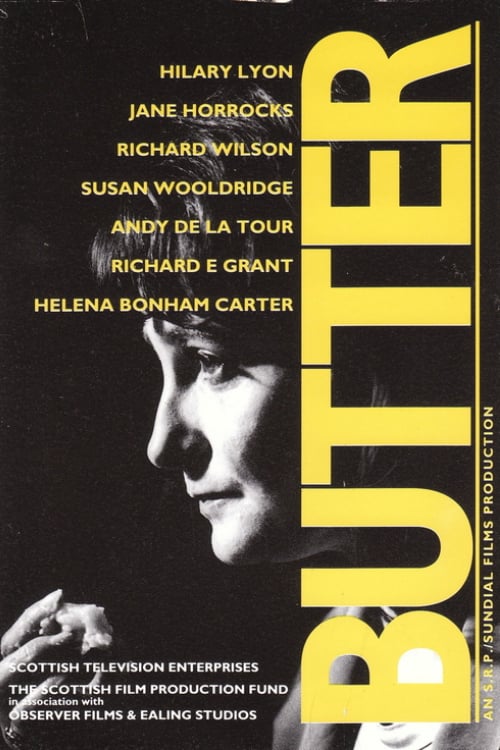 HILARY LYON
JANE HORROCKS
RICHARD WILSON
SUSAN WOOLDRIDGE
ANDY DE LA TOUR
RICHARD E GRANT
HELENA BONHAM CARTER
BUTTER
AN S.R.P./SUNDIAL FILMS PRODUCTION
SCOTTISH TELEVISION ENTERPRISES
THE SCOTTISH FILM PRODUCTION FUND
in association with
OBSERVER FILMS & EALING STUDIOS